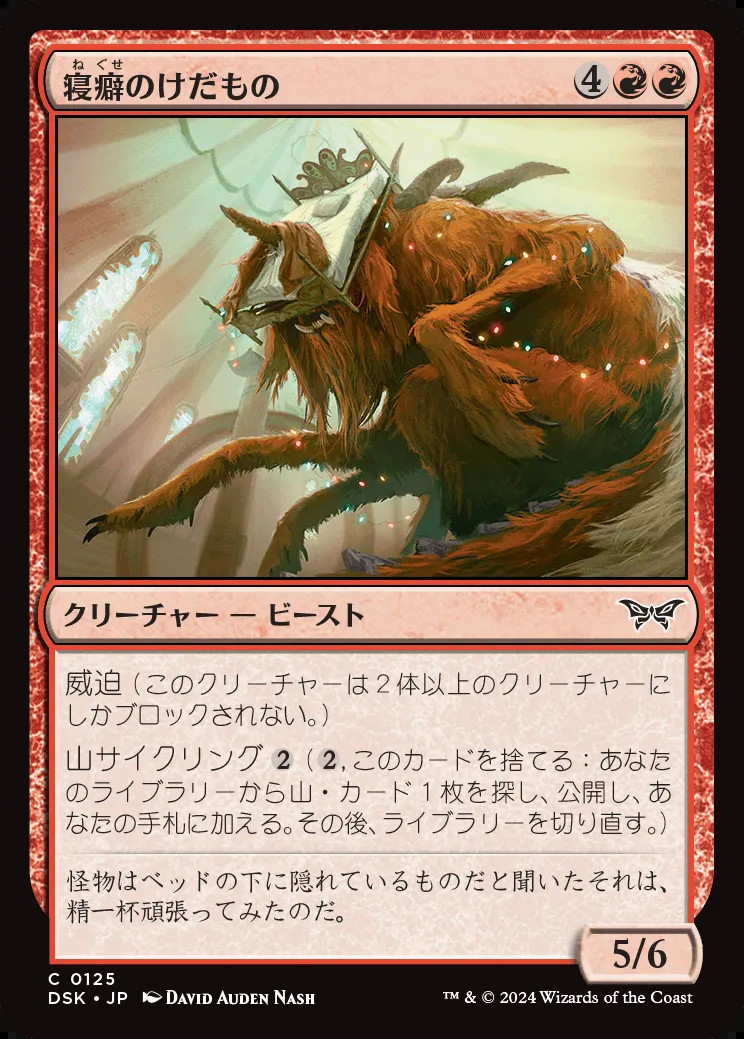 ねぐせ
寝癖のけだもの
4
クリーチャー — ビースト
威迫（このクリーチャーは２体以上のクリーチャーに
しかブロックされない。）
山サイクリング 2（2,このカードを捨てる：あなた
のライブラリーから山・カード１枚を探し、公開し、あ
なたの手札に加える。その後、ライブラリーを切り直す。）
怪物はベッドの下に隠れているものだと聞いたそれは、
精一杯頑張ってみたのだ。
5/6
C 0125
DSK • JP DAVID AUDEN NASH
™ & © 2024 Wizards of the Coast